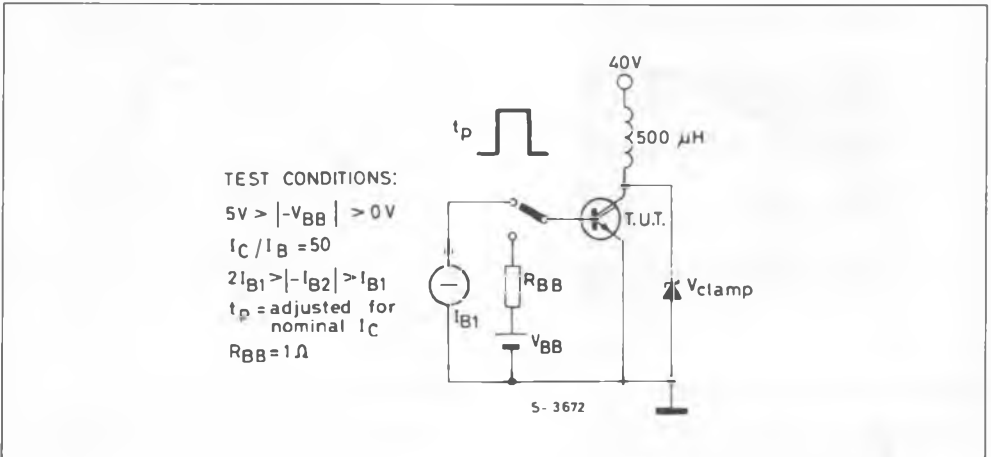 40V
tp
500 μH
TEST CONDITIONS:
5V > |-VBB| > 0V
IC/IB = 50
2IB1>|-IB2|>IB1
tp = adjusted for
nominal IC
RBB = 1Ω
T.U.T.
RBB
Vclamp
IB1
VBB
S-3672